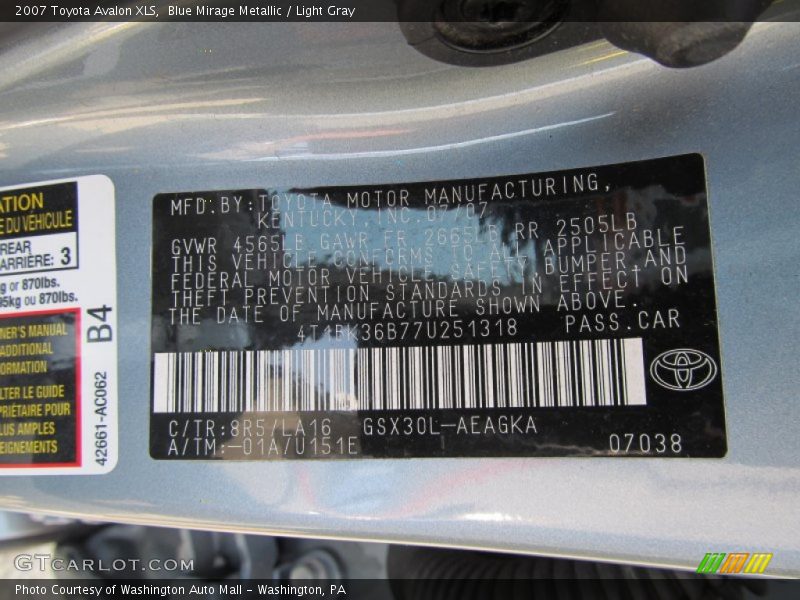 2007 Toyota Avalon XLS, Blue Mirage Metallic / Light Gray
ATION
E DU VÉHICULE
REAR
ARRIÈRE: 3
g or 870lbs.
95kg ou 870lbs.
NER'S MANUAL
ADDITIONAL
ORMATION
LTER LE GUIDE
PRIÉTAIRE POUR
LUS AMPLES
EIGNEMENTS
B4
42661-AC062
MFD. BY: TOYOTA MOTOR MANUFACTURING,
KENTUCKY, INC. 07/07
GVWR 4565LB GAWR FR 2665LB RR 2505LB
THIS VEHICLE CONFORMS TO ALL APPLICABLE
FEDERAL MOTOR VEHICLE SAFETY, BUMPER AND
THEFT PREVENTION STANDARDS IN EFFECT ON
THE DATE OF MANUFACTURE SHOWN ABOVE.
4T1BK36B77U251318 PASS.CAR
C/TR: 8R5/LA16 GSX30L-AEAGKA
A/TM: -01A/U151E 07038
GTCARLOT.COM
Photo Courtesy of Washington Auto Mall - Washington, PA